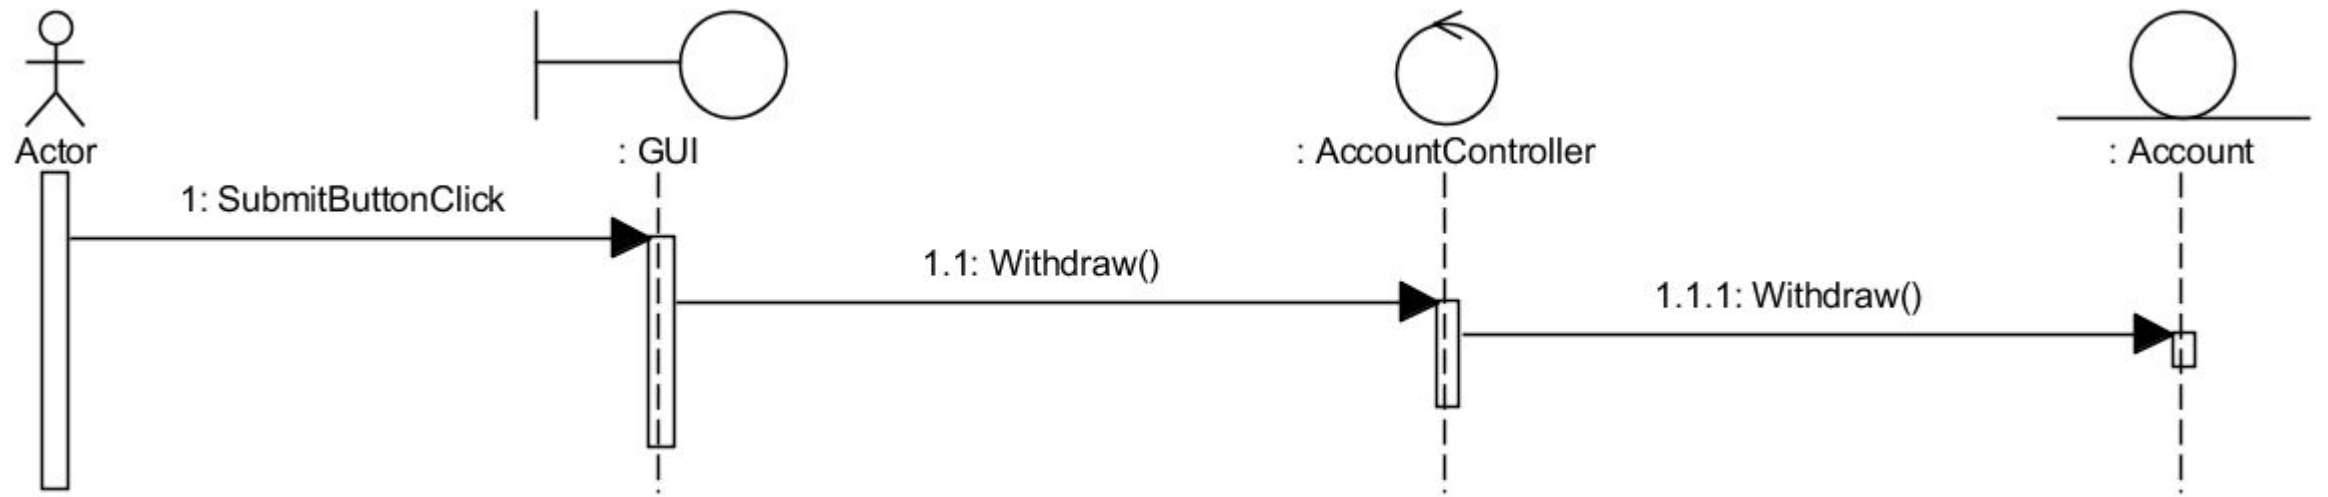 Actor
: GUI
: AccountController
: Account
1: SubmitButtonClick
1.1: Withdraw()
1.1.1: Withdraw()